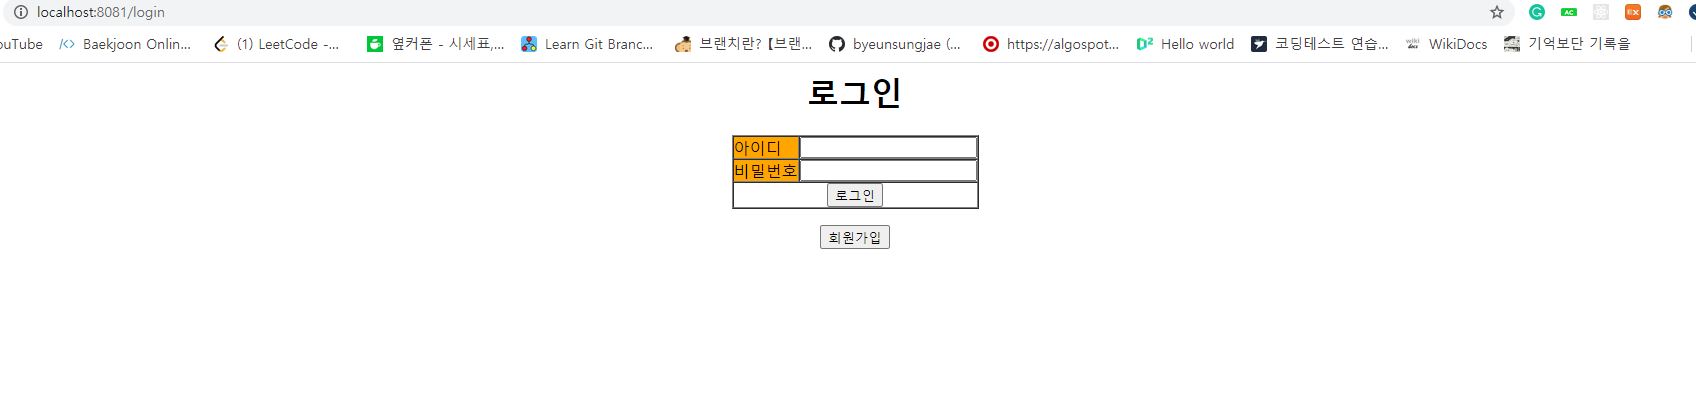 localhost:8081/login
ouTube Baekjoon Onlin... (1) LeetCode -... 옆커폰 - 시세표,... Learn Git Branc... 브랜치란? 【브랜... byeunsungjae (... https://algospot... Hello world 코딩테스트 연습... WikiDocs 기억보단 기록을
로그인
아이디
비밀번호
로그인
회원가입